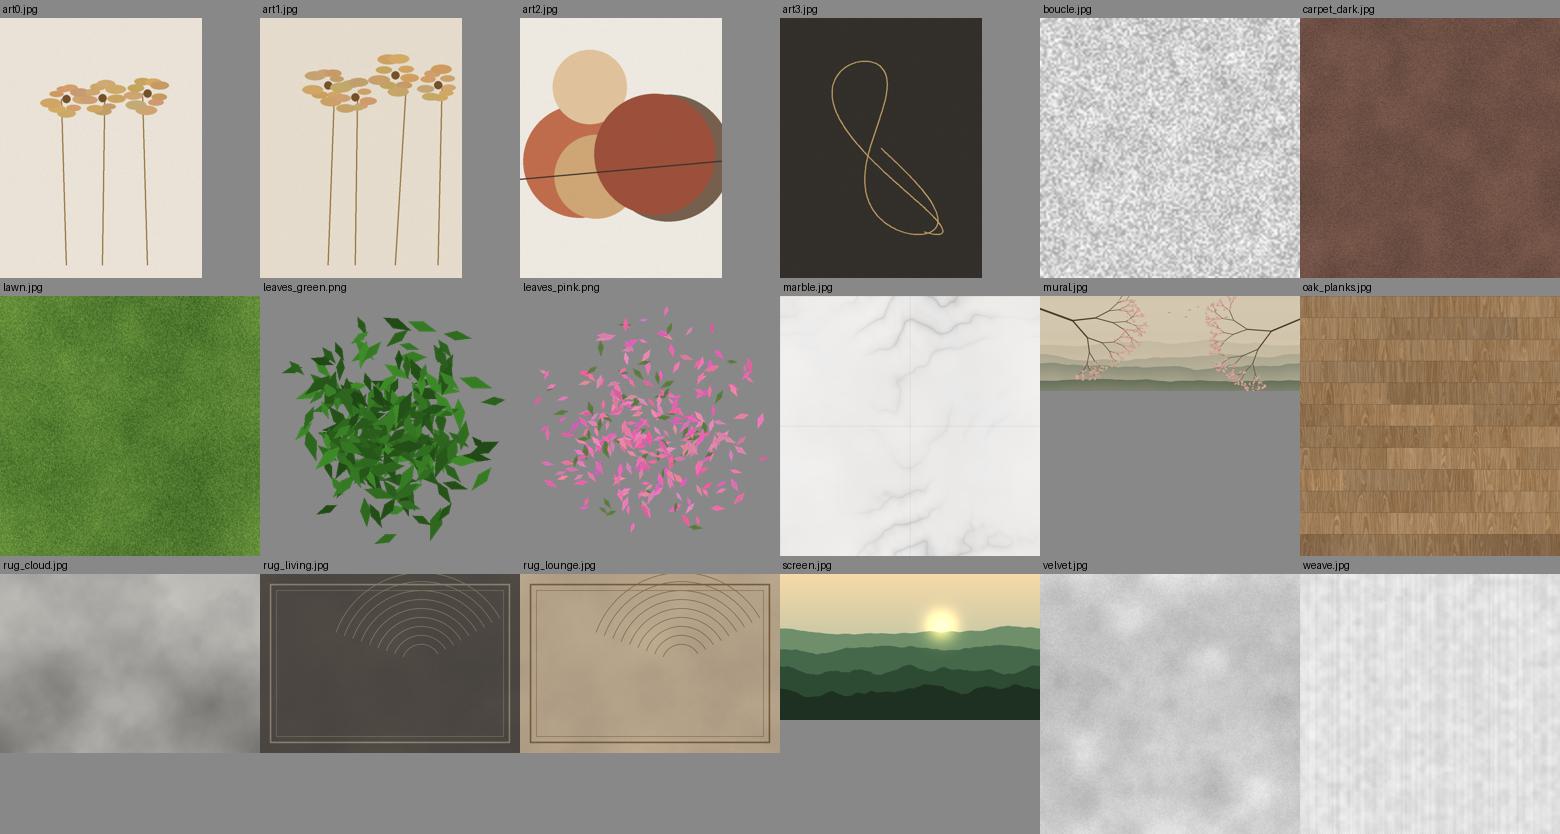 art0.jpg
art1.jpg
art2.jpg
art3.jpg
boucle.jpg
carpet_dark.jpg
lawn.jpg
leaves_green.png
leaves_pink.png
marble.jpg
mural.jpg
oak_planks.jpg
rug_cloud.jpg
rug_living.jpg
rug_lounge.jpg
screen.jpg
velvet.jpg
weave.jpg